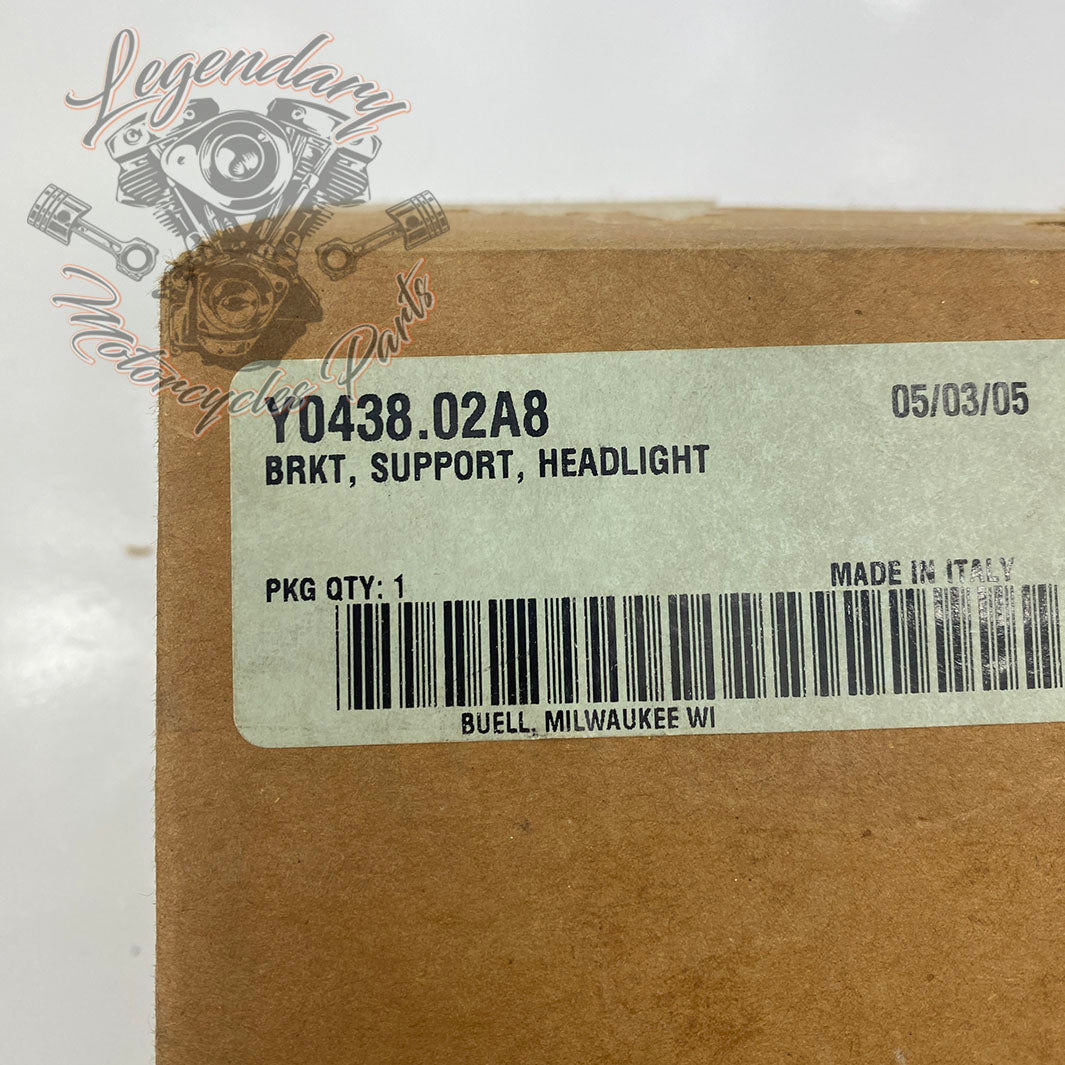 Legendary
Motorcycles Parts
Y0438.02A8 05/03/05
BRKT, SUPPORT, HEADLIGHT
PKG QTY: 1 MADE IN ITALY
BUELL, MILWAUKEE WI